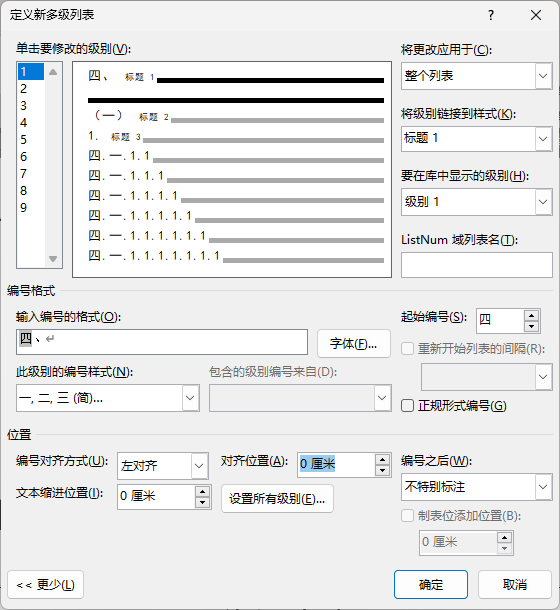 定义新多级列表
单击要修改的级别(V):
1
2
3
4
5
6
7
8
9
四、 标题 1
（一） 标题 2
1. 标题 3
四.一.1.1
四.一.1.1.1
四.一.1.1.1.1
四.一.1.1.1.1.1
四.一.1.1.1.1.1.1
四.一.1.1.1.1.1.1.1
将更改应用于(C):
整个列表
将级别链接到样式(K):
标题 1
要在库中显示的级别(H):
级别 1
ListNum 域列表名(T):
编号格式
输入编号的格式(O):
四、↵
字体(F)...
起始编号(S):
四
重新开始列表的间隔(R):
此级别的编号样式(N):
一, 二, 三 (简)...
包含的级别编号来自(D):
正规形式编号(G)
位置
编号对齐方式(U):
左对齐
对齐位置(A):
0 厘米
编号之后(W):
不特别标注
文本缩进位置(I):
0 厘米
设置所有级别(E)...
制表位添加位置(B):
0 厘米
<< 更少(L)
确定
取消